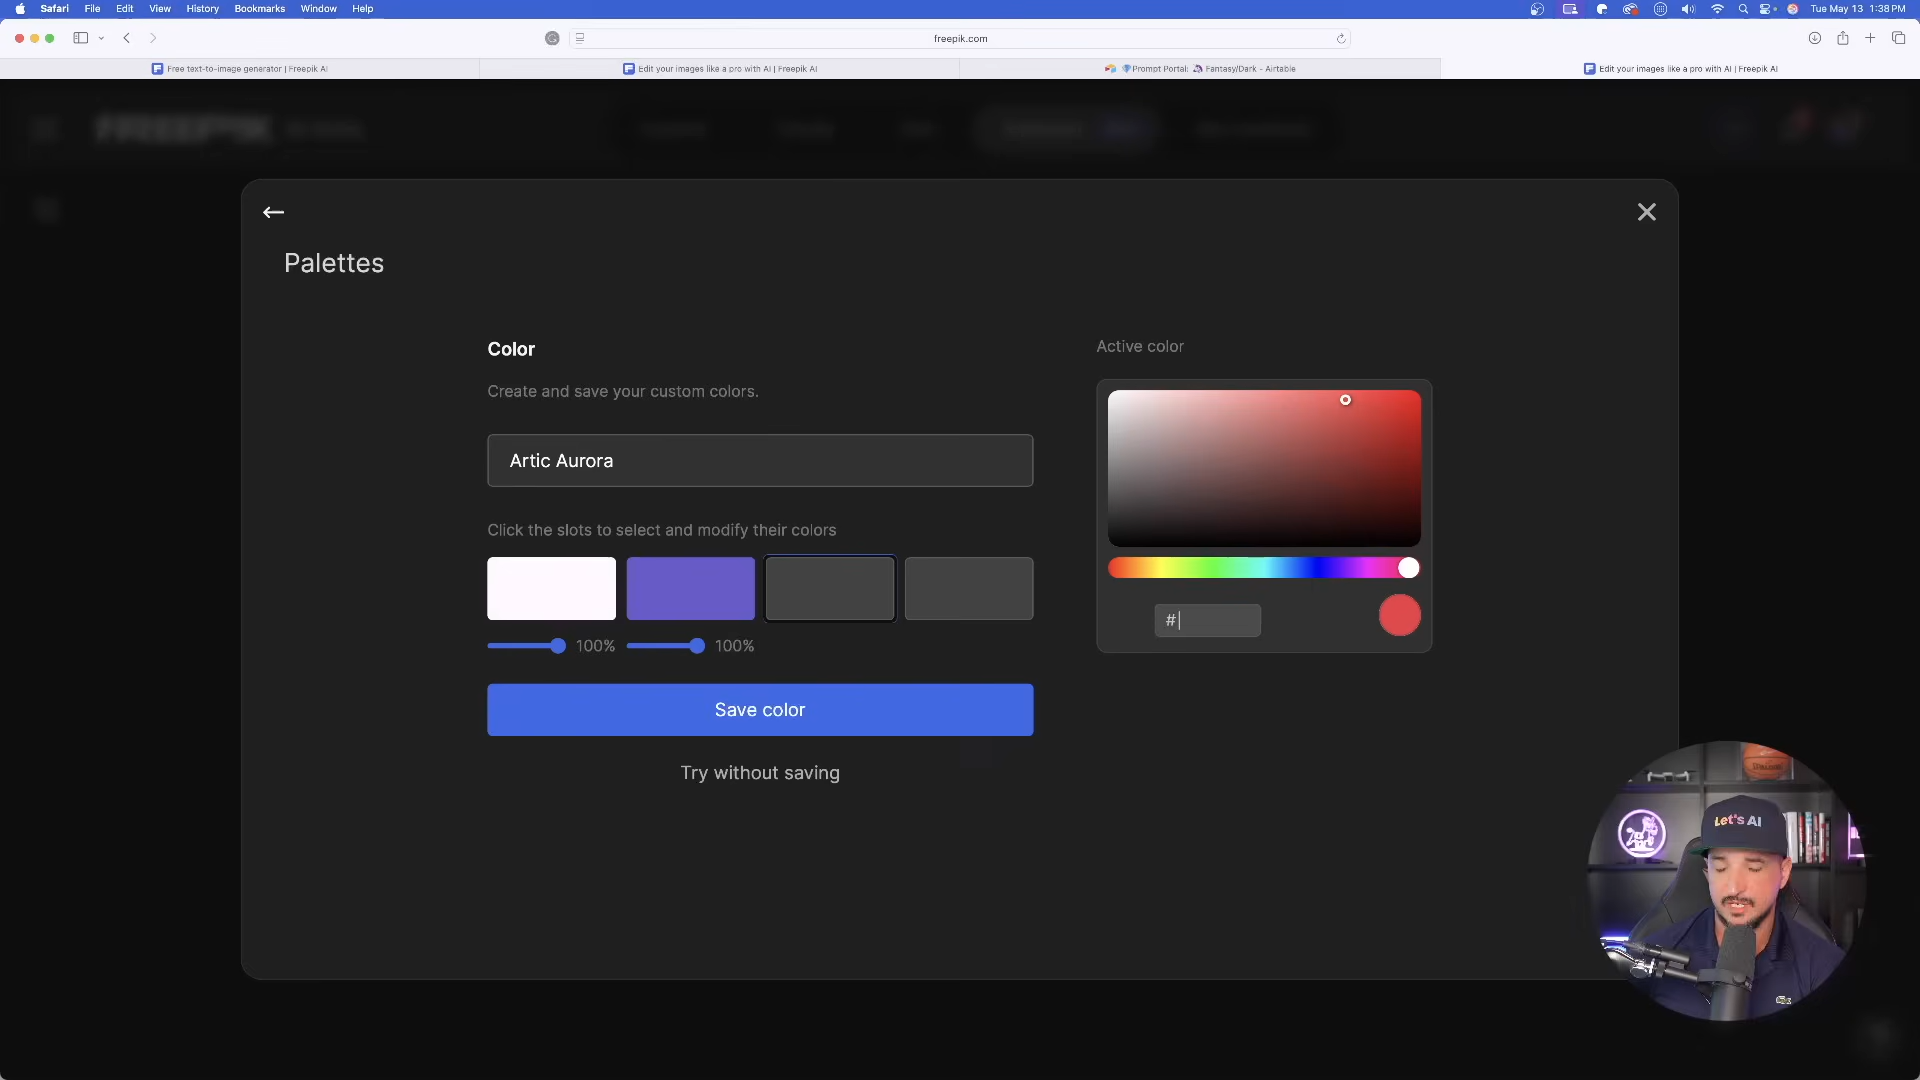 Safari File Edit View History Bookmarks Window Help Tue May 13 1:38 PM
freepik.com
Free text-to-image generator | Freepik AI
Edit your images like a pro with AI | Freepik AI
Prompt Portal: Fantasy/Dark - Airtable
Edit your images like a pro with AI | Freepik AI
FREEPIK
Palettes
Color
Create and save your custom colors.
Artic Aurora
Click the slots to select and modify their colors
100% 100%
Save color
Try without saving
Active color
#
Let's AI